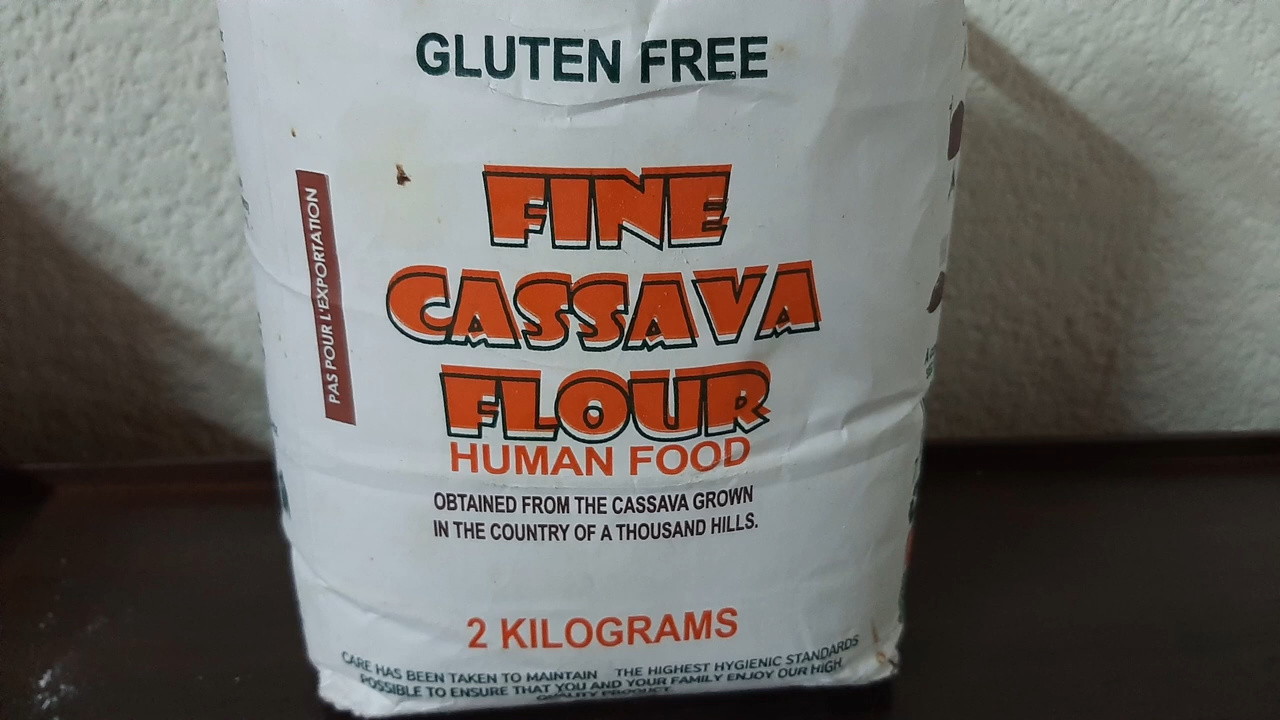 GLUTEN FREE
PAS POUR L'EXPORTATION
FINE
CASSAVA
FLOUR
HUMAN FOOD
OBTAINED FROM THE CASSAVA GROWN
IN THE COUNTRY OF A THOUSAND HILLS.
2 KILOGRAMS
CARE HAS BEEN TAKEN TO MAINTAIN THE HIGHEST HYGIENIC STANDARDS
POSSIBLE TO ENSURE THAT YOU AND YOUR FAMILY ENJOY OUR HIGH
QUALITY PRODUCT